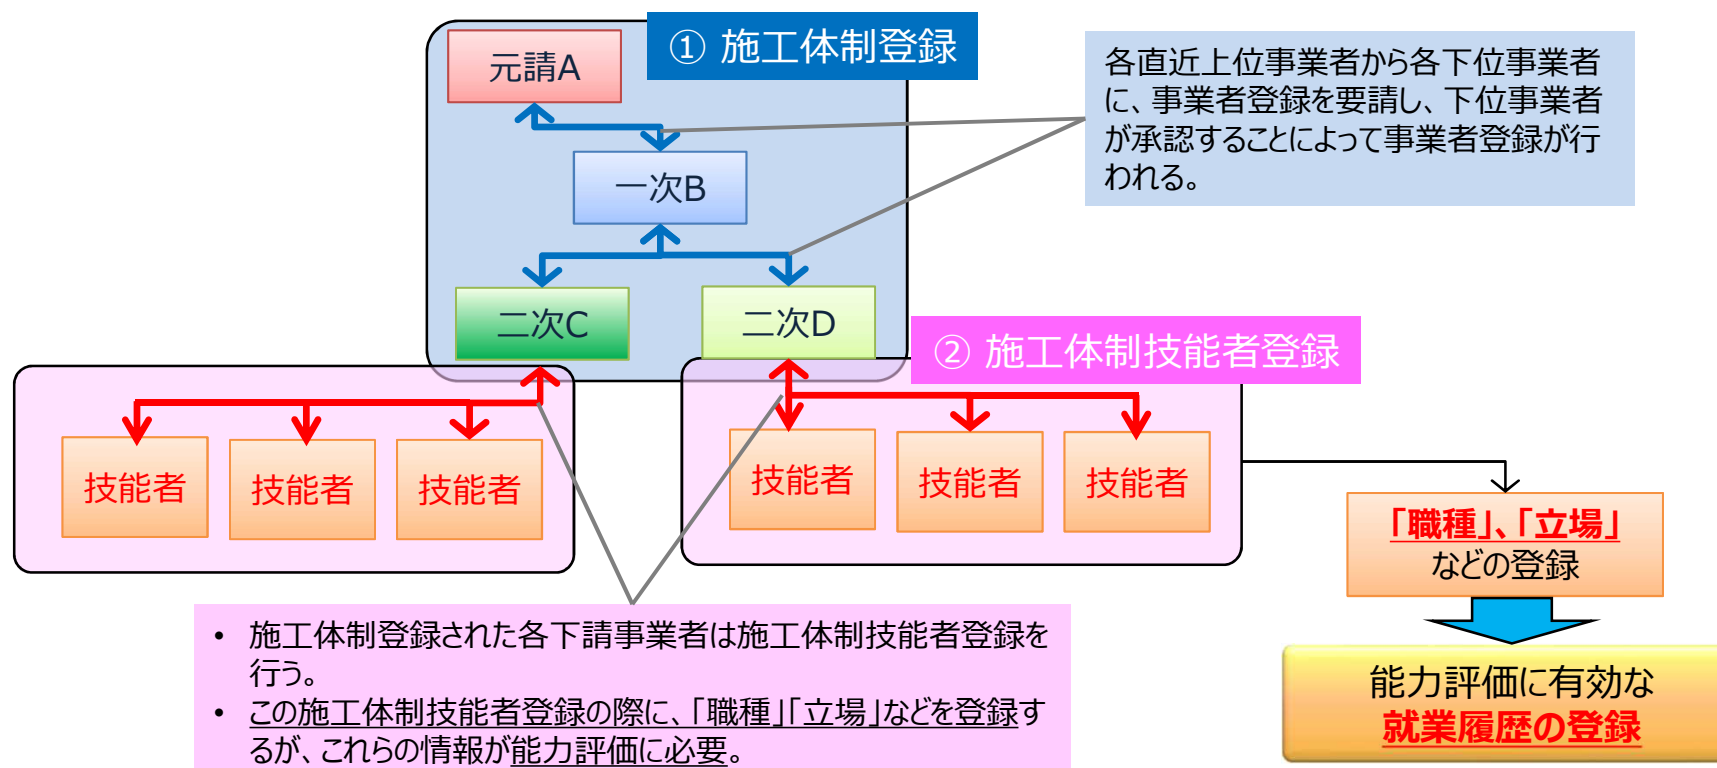 ① 施工体制登録
元請A
一次B
二次C
二次D
各直近上位事業者から各下位事業者
に、事業者登録を要請し、下位事業者
が承認することによって事業者登録が行
われる。
② 施工体制技能者登録
技能者
技能者
技能者
技能者
技能者
技能者
「職種」、「立場」
などの登録
• 施工体制登録された各下請事業者は施工体制技能者登録を
行う。
• この施工体制技能者登録の際に、「職種」「立場」などを登録す
るが、これらの情報が能力評価に必要。
能力評価に有効な
就業履歴の登録